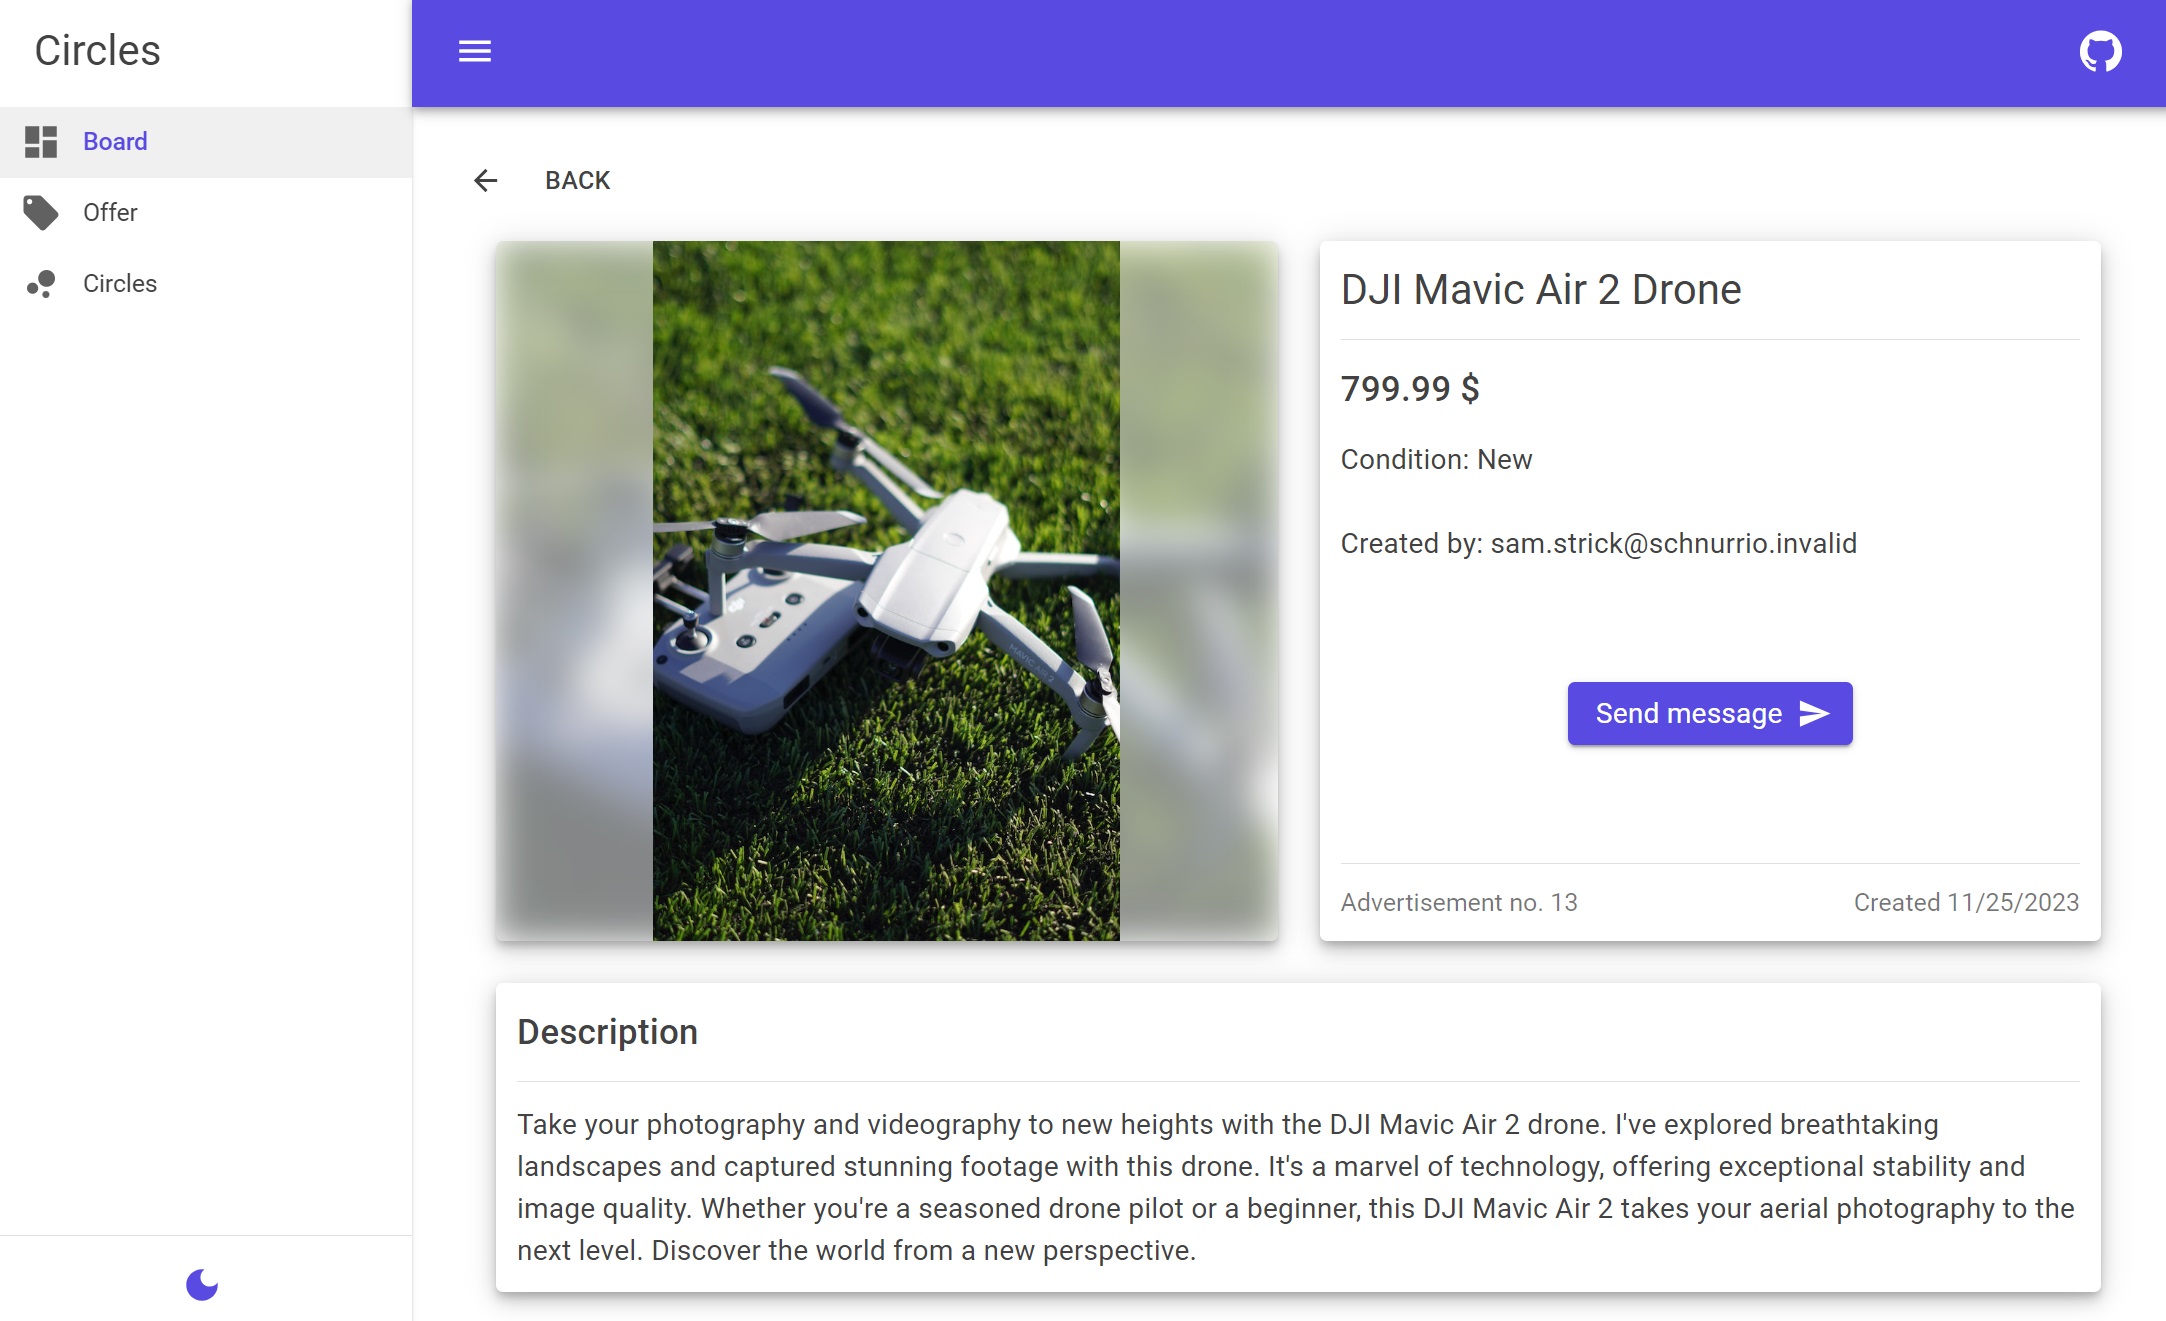 Circles
Board
Offer
Circles
BACK
DJI Mavic Air 2 Drone
799.99 $
Condition: New
Created by: sam.strick@schnurrio.invalid
Send message
Advertisement no. 13
Created 11/25/2023
MAVIC AIR 2
Description
Take your photography and videography to new heights with the DJI Mavic Air 2 drone. I've explored breathtaking
landscapes and captured stunning footage with this drone. It's a marvel of technology, offering exceptional stability and
image quality. Whether you're a seasoned drone pilot or a beginner, this DJI Mavic Air 2 takes your aerial photography to the
next level. Discover the world from a new perspective.